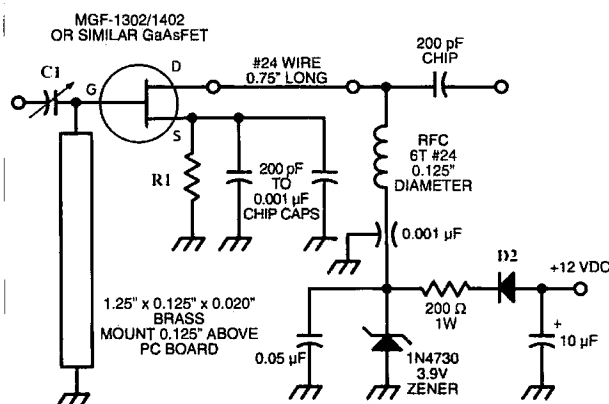 MGF-1302/1402
OR SIMILAR GaAsFET
C1
G
D
S
#24 WIRE
0.75" LONG
200 pF
CHIP
R1
200 pF
TO
0.001 µF
CHIP CAPS
RFC
6T #24
0.125"
DIAMETER
0.001 µF
D2
+12 VDC
1.25" x 0.125" x 0.020"
BRASS
MOUNT 0.125" ABOVE
PC BOARD
0.05 µF
200 Ω
1W
1N4730
3.9V
ZENER
+
10 µF